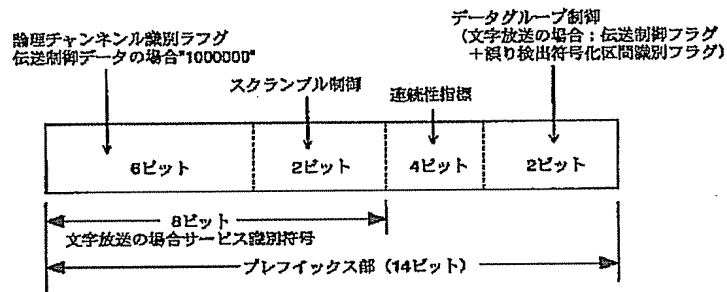 論理チャンネンル識別ラフグ
伝送制御データの場合"1000000"
データグループ制御
(文字放送の場合:伝送制御フラグ
+誤り検出符号化区間識別フラグ)
スクランブル制御
連続性指標
6ビット
2ビット
4ビット
2ビット
8ビット
文字放送の場合サービス識別符号
プレフィックス部(14ビット)